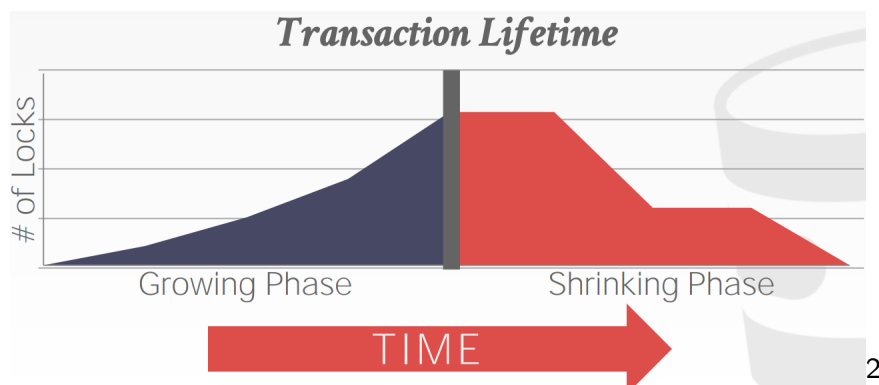 Transaction Lifetime
# of Locks
Growing Phase
Shrinking Phase
TIME
2